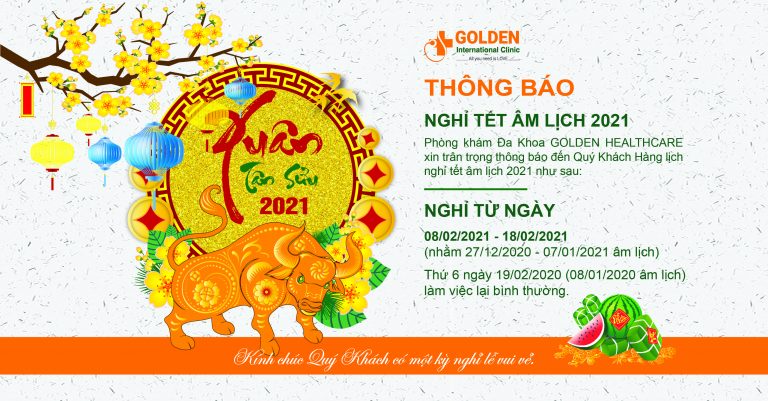 Xuân
Tân Sửu
2021
GOLDEN
International Clinic
All you need is LOVE
THÔNG BÁO
NGHỈ TẾT ÂM LỊCH 2021
Phòng khám Đa Khoa GOLDEN HEALTHCARE
xin trân trọng thông báo đến Quý Khách Hàng lịch
nghỉ tết âm lịch 2021 như sau:
NGHỈ TỪ NGÀY
08/02/2021 - 18/02/2021
(nhằm 27/12/2020 - 07/01/2021 âm lịch)
Thứ 6 ngày 19/02/2020 (08/01/2020 âm lịch)
làm việc lại bình thường.
Kính chúc Quý Khách có một kỳ nghỉ lễ vui vẻ.